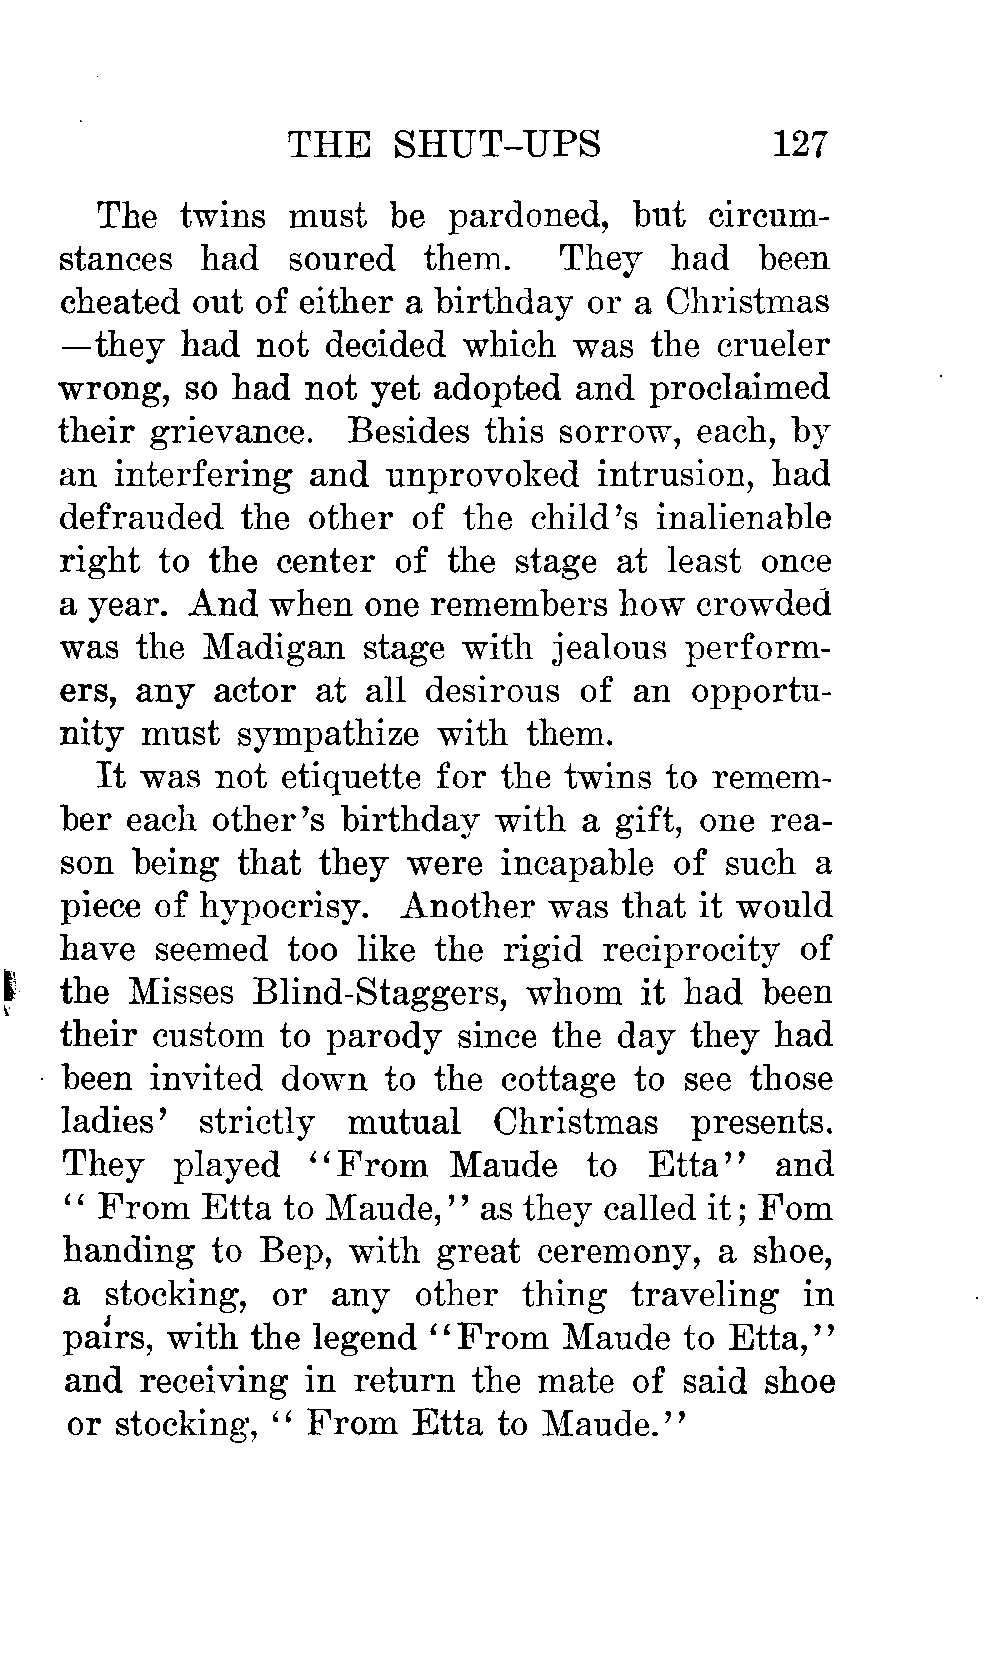 THE SHUT-UPS 127
The twins must be pardoned, but circum-
stances had soured them. They had been
cheated out of either a birthday or a Christmas
—they had not decided which was the crueler
wrong, so had not yet adopted and proclaimed
their grievance. Besides this sorrow, each, by
an interfering and unprovoked intrusion, had
defrauded the other of the child's inalienable
right to the center of the stage at least once
a year. And when one remembers how crowded
was the Madigan stage with jealous perform-
ers, any actor at all desirous of an opportu-
nity must sympathize with them.
It was not etiquette for the twins to remem-
ber each other's birthday with a gift, one rea-
son being that they were incapable of such a
piece of hypocrisy. Another was that it would
have seemed too like the rigid reciprocity of
the Misses Blind-Staggers, whom it had been
their custom to parody since the day they had
been invited down to the cottage to see those
ladies' strictly mutual Christmas presents.
They played "From Maude to Etta" and
" From Etta to Maude," as they called it; Fom
handing to Bep, with great ceremony, a shoe,
a stocking, or any other thing traveling in
pairs, with the legend "From Maude to Etta,"
and receiving in return the mate of said shoe
or stocking, " From Etta to Maude."